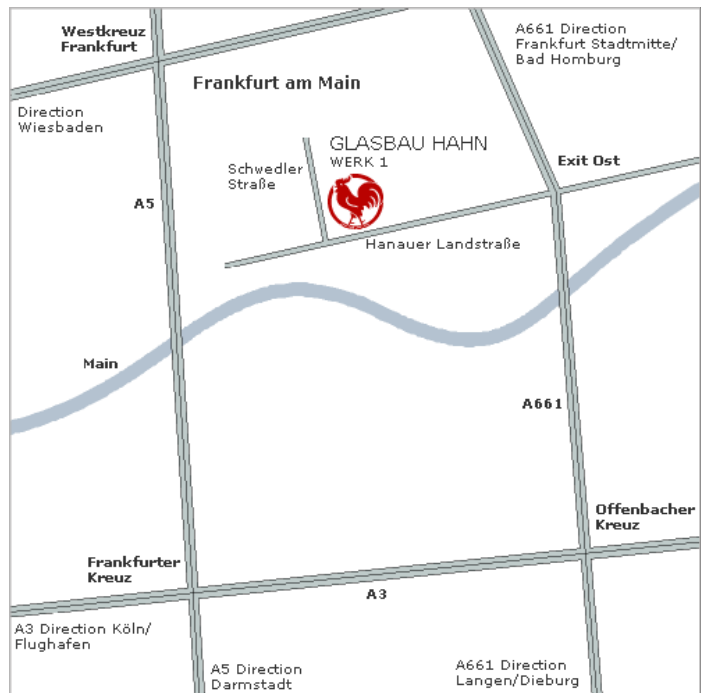 Westkreuz
Frankfurt
A661 Direction
Frankfurt Stadtmitte/
Bad Homburg
Frankfurt am Main
Direction
Wiesbaden
GLASBAU HAHN
WERK 1
Schwedler
Straße
Exit Ost
A5
Hanauer Landstraße
Main
A661
Offenbacher
Kreuz
Frankfurter
Kreuz
A3
A3 Direction Köln/
Flughafen
A5 Direction
Darmstadt
A661 Direction
Langen/Dieburg